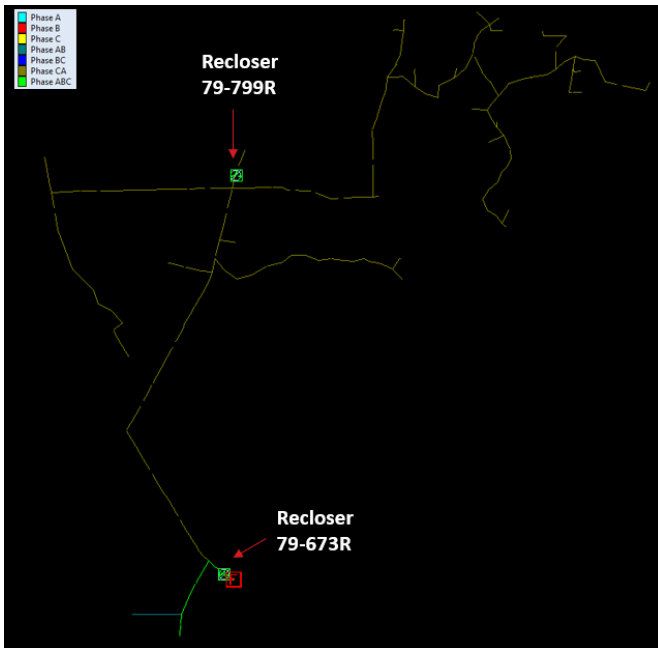 Phase A
Phase B
Phase C
Phase AB
Phase BC
Phase CA
Phase ABC
Recloser
79-799R
Recloser
79-673R